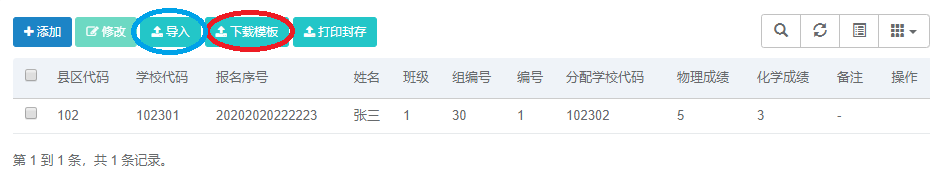 添加 修改 导入 下载模板 打印封存
县区代码 学校代码 报名序号 姓名 班级 组编号 编号 分配学校代码 物理成绩 化学成绩 备注 操作
102 102301 20202020222223 张三 1 30 1 102302 5 3 -
第 1 到 1 条，共 1 条记录。